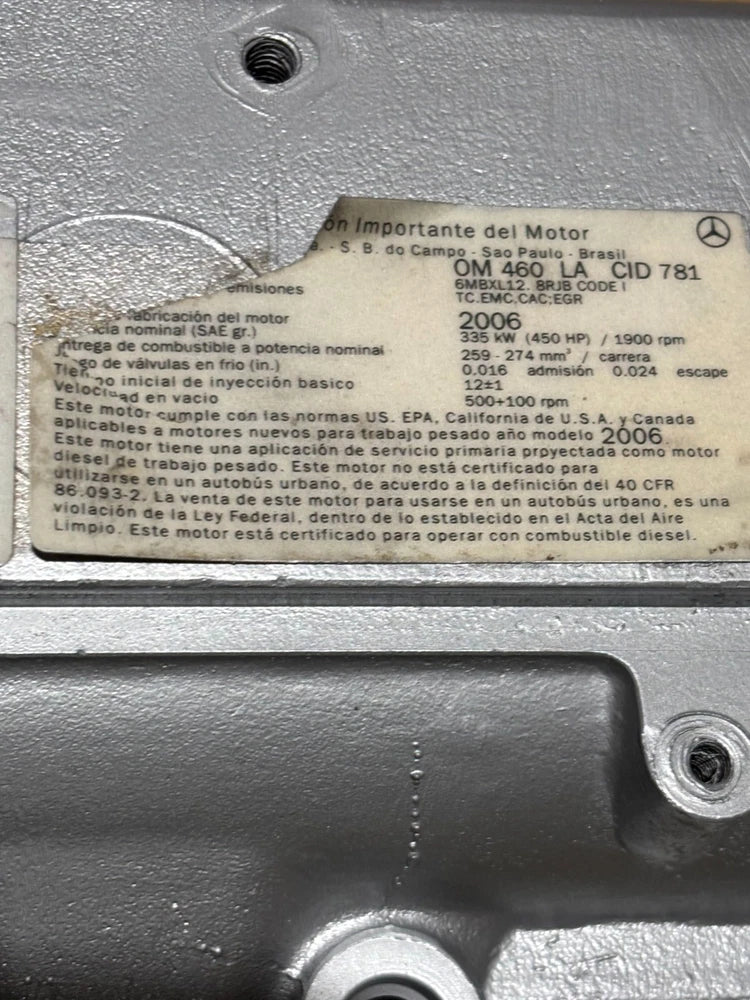 ón Importante del Motor
a. - S. B. do Campo - Sao Paulo - Brasil
OM 460 LA CID 781
emisiones 6MBXL12. 8RJB CODE I
TC.EMC.CAC;EGR
abricación del motor 2006
cia nominal (SAE gr.) 335 kW (450 HP) / 1900 rpm
ntrega de combustible a potencia nominal 259 - 274 mm³ / carrera
go de válvulas en frio (in.) 0.016 admisión 0.024 escape
Tie po inicial de inyección basico 12±1
Veloci ad en vacio 500+100 rpm
Este motor cumple con las normas US. EPA, California de U.S.A. y Canada
aplicables a motores nuevos para trabajo pesado año modelo 2006.
Este motor tiene una aplicación de servicio primaria proyectada como motor
diesel de trabajo pesado. Este motor no está certificado para
utilizarse en un autobús urbano, de acuerdo a la definición del 40 CFR
86.093-2. La venta de este motor para usarse en un autobús urbano, es una
violación de la Ley Federal, dentro de lo establecido en el Acta del Aire
Limpio. Este motor está certificado para operar con combustible diesel.